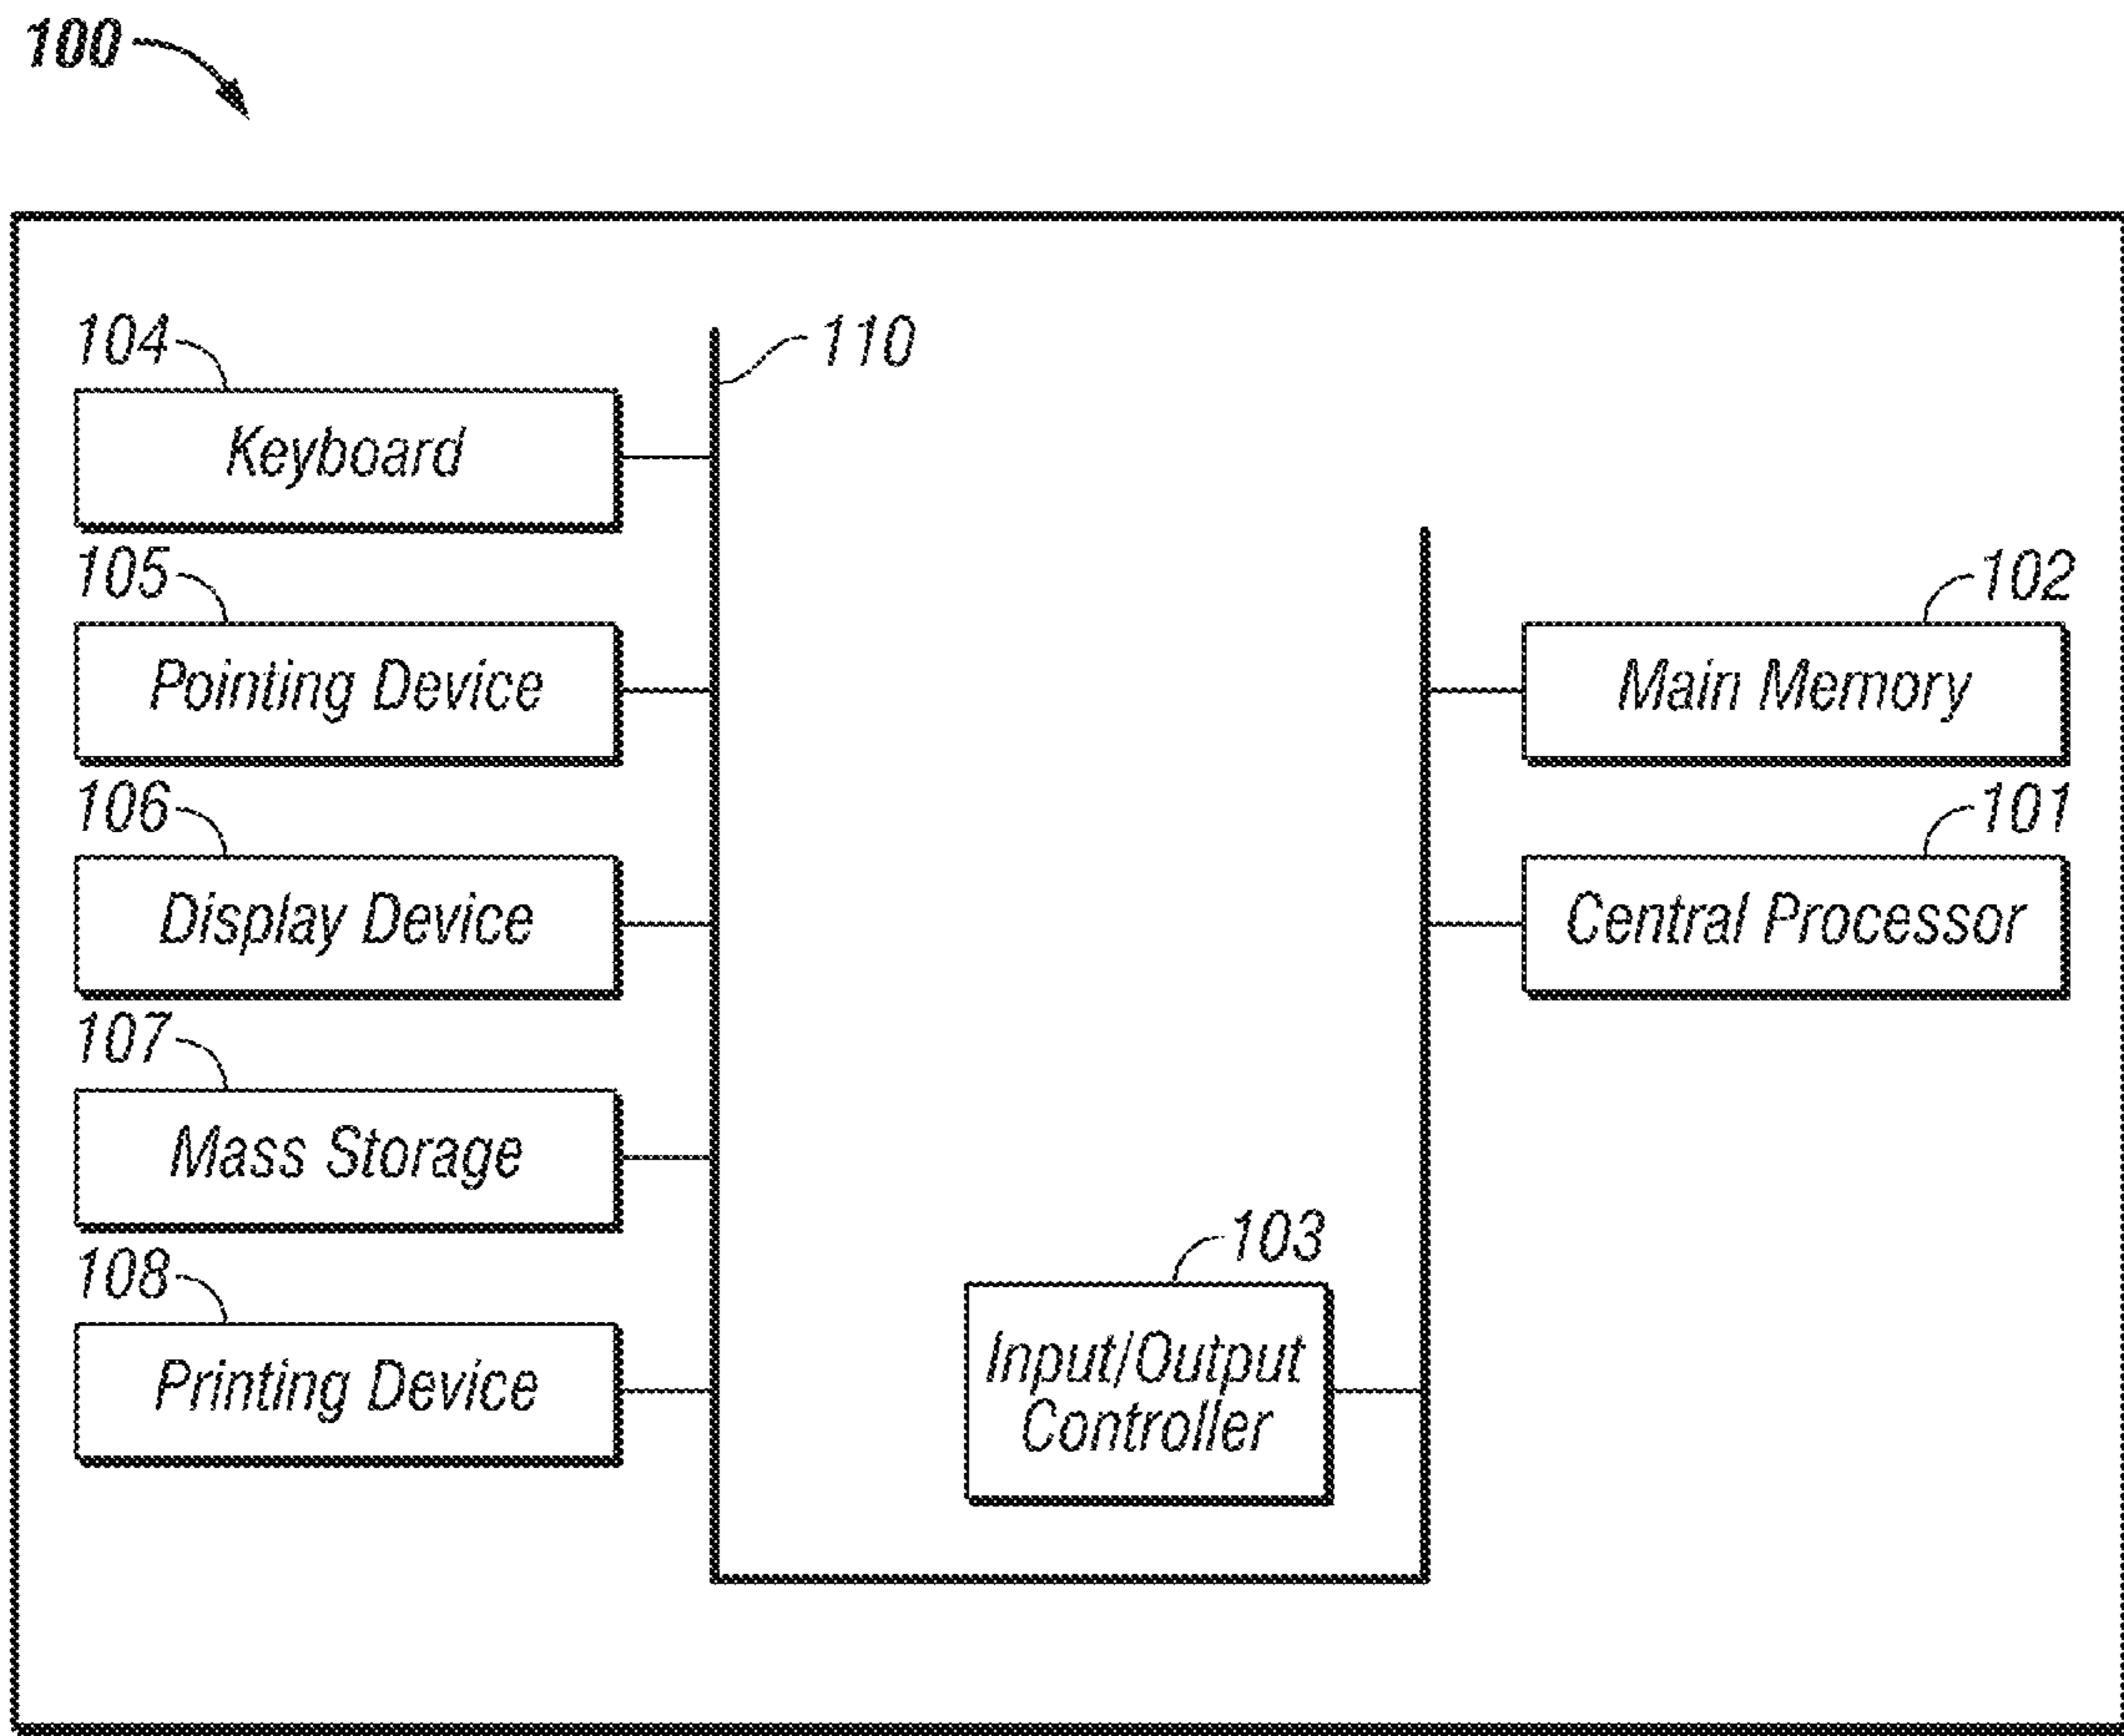 100
104
110
Keyboard
105
Pointing Device
102
Main Memory
106
Display Device
101
Central Processor
107
Mass Storage
108
Printing Device
103
Input/Output
Controller